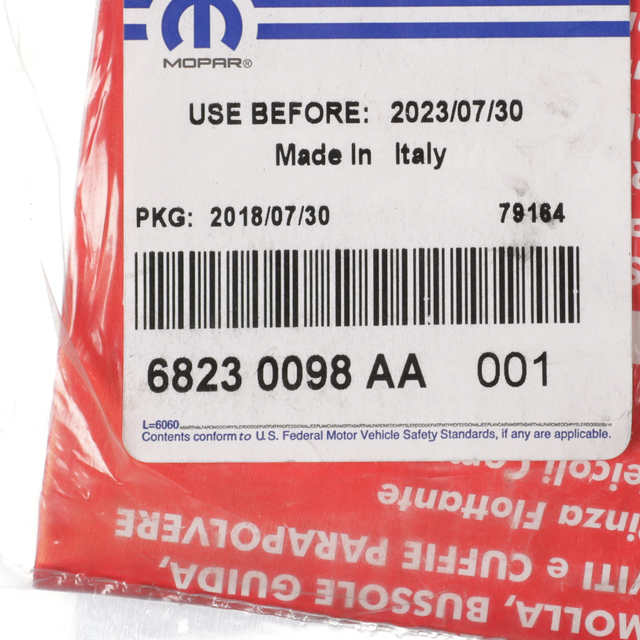 MOPAR®
USE BEFORE: 2023/07/30
Made In Italy
PKG: 2018/07/30 79164
6823 0098 AA 001
L=6060
Contents conform to U.S. Federal Motor Vehicle Safety Standards, if any are applicable.
MOLLA, BUSSOLE GUIDA,
VITI e CUFFIE PARAPOLVERE
Flottante